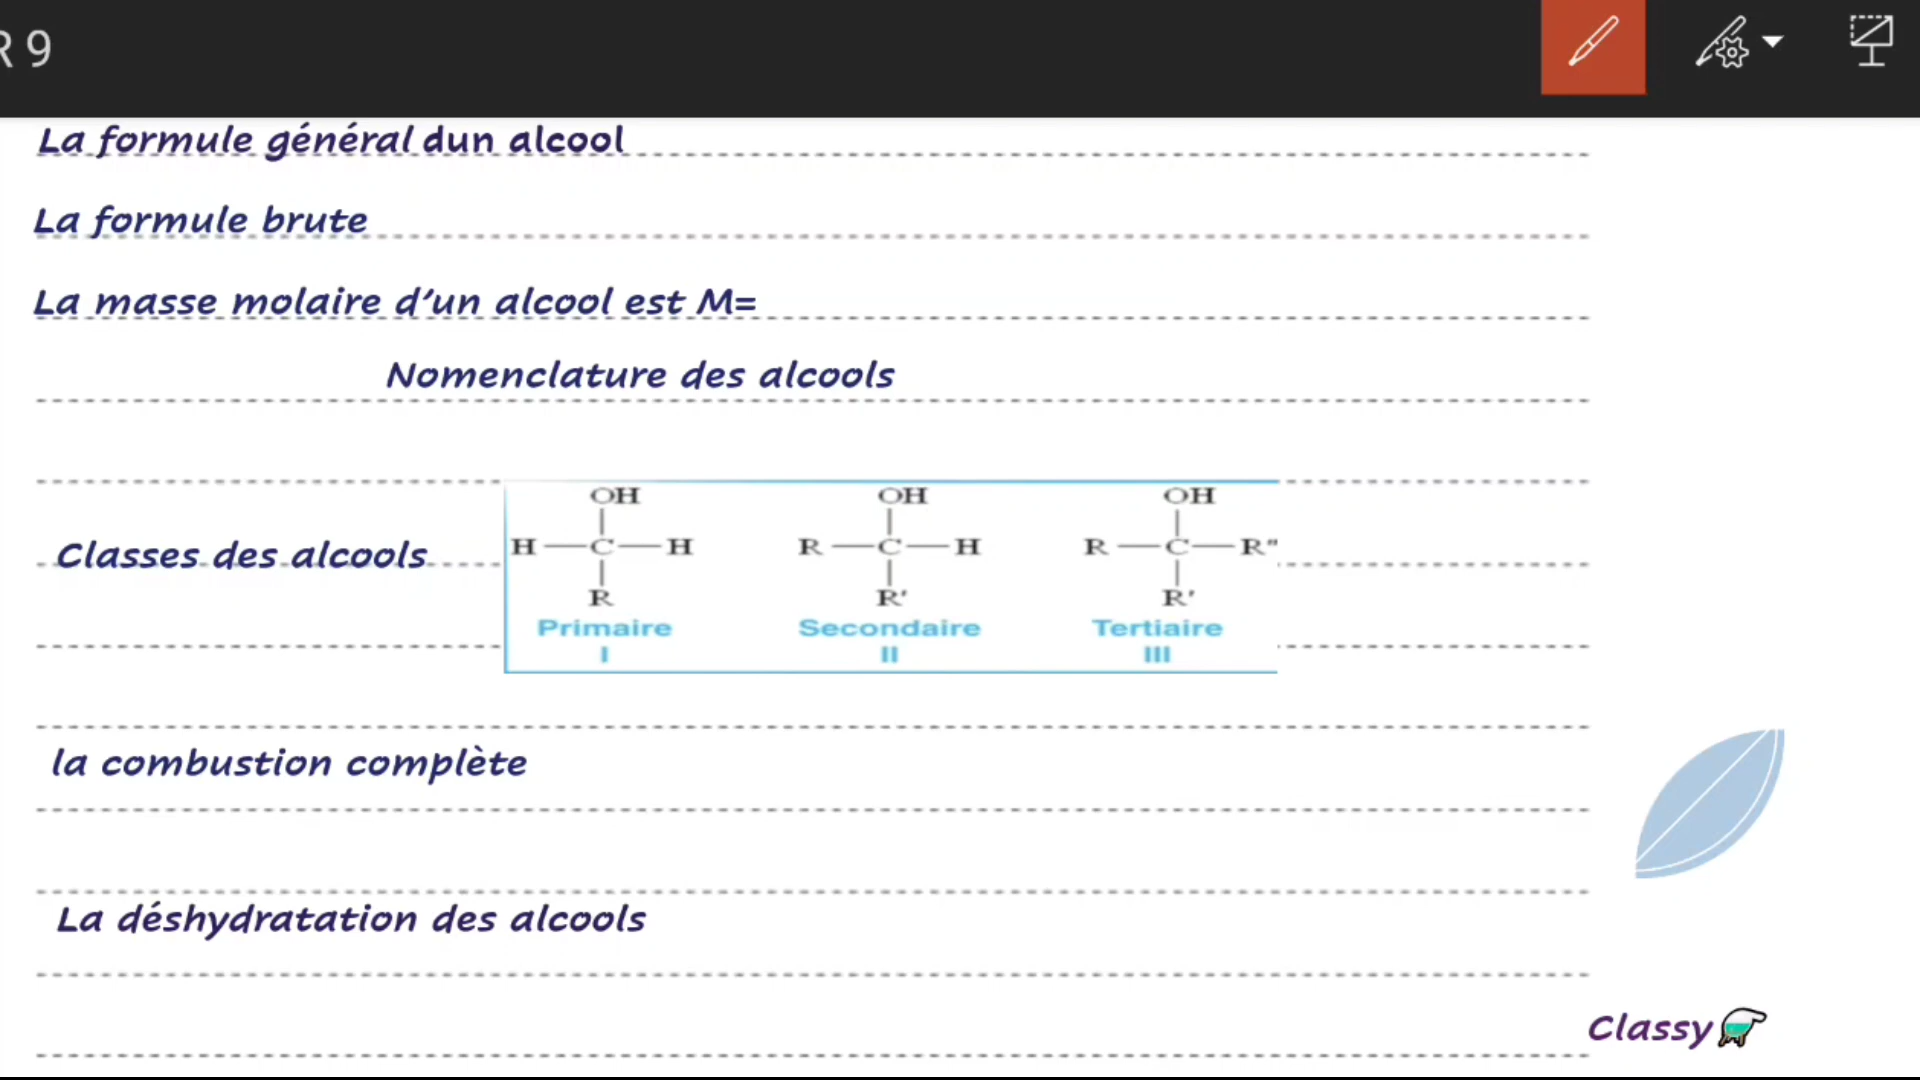 R 9
La formule général dun alcool
La formule brute
La masse molaire d’un alcool est M=
Nomenclature des alcools
Classes des alcools
OH OH OH
H C H R C H R C R"
R R' R'
Primaire Secondaire Tertiaire
I II III
la combustion complète
La déshydratation des alcools
Classy